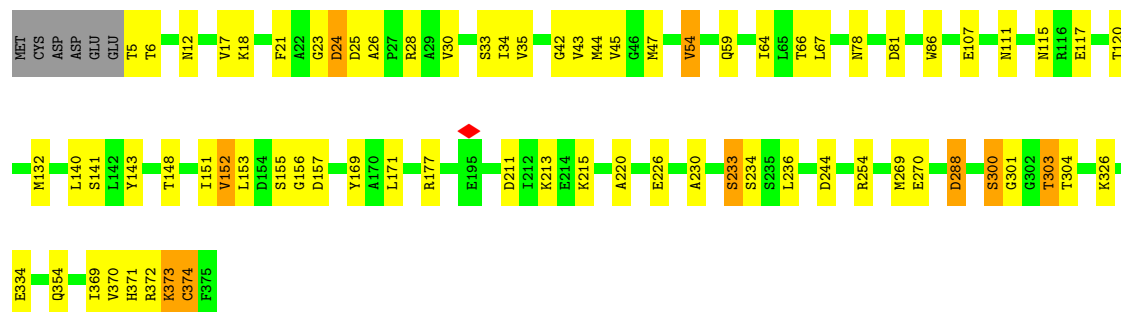 MET CYS ASP ASP GLU GLU T5 T6 N12 V17 K18 F21 A22 G23 D24 D25 A26 P27 R28 A29 V30 S33 I34 V35 G42 V43 M44 V45 G46 M47 V54 Q59 I64 L65 T66 L67 N78 D81 W86 E107 N111 N115 R116 E117 T120
M132 L140 S141 L142 Y143 T148 I151 V152 L153 D154 S155 G156 D157 Y169 A170 L171 R177 E195 D211 I212 K213 E214 K215 A220 E226 A230 S233 S234 S235 L236 D244 R254 M269 E270 D288 S300 G301 G302 T303 T304 K326
E334 Q354 I369 V370 H371 R372 K373 C374 F375